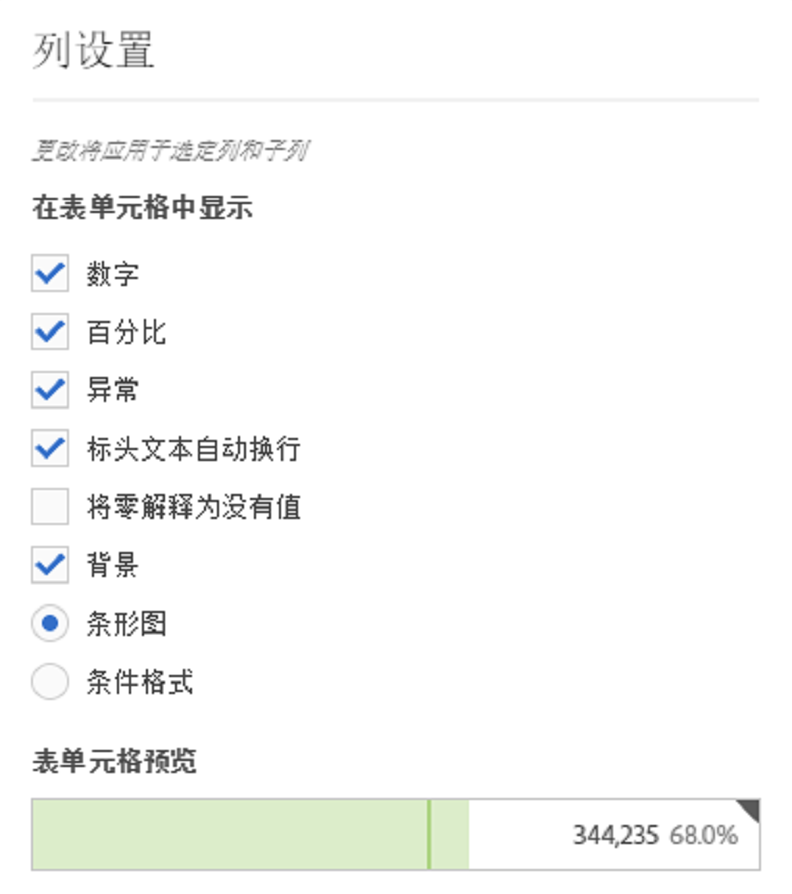 列设置
更改将应用于选定列和子列
在表单元格中显示
数字
百分比
异常
标头文本自动换行
将零解释为没有值
背景
条形图
条件格式
表单元格预览
344,235 68.0%